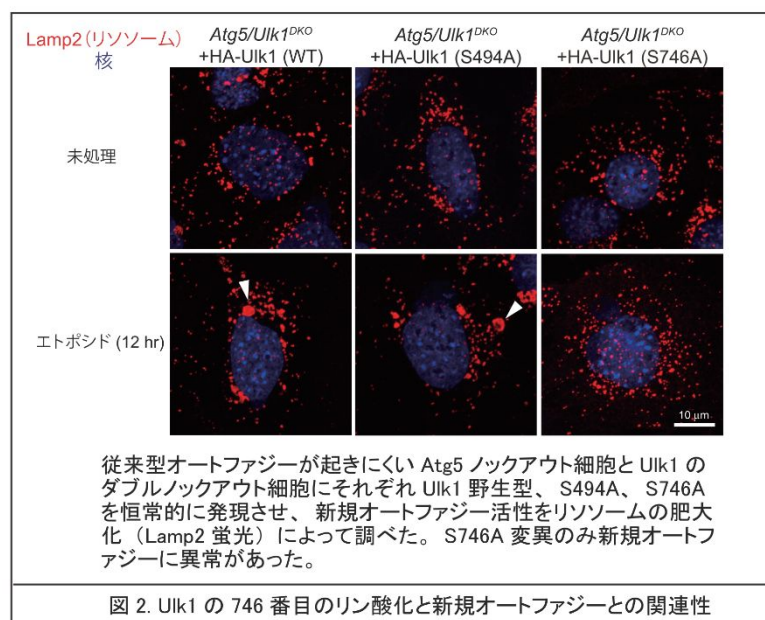 Lamp2(リソソーム)
核
Atg5/Ulk1DKO
+HA-Ulk1 (WT)
Atg5/Ulk1DKO
+HA-Ulk1 (S494A)
Atg5/Ulk1DKO
+HA-Ulk1 (S746A)
未処理
エトポシド (12 hr)
10 μm
従来型オートファジーが起きにくい Atg5 ノックアウト細胞と Ulk1 の
ダブルノックアウト細胞にそれぞれ Ulk1 野生型、 S494A、 S746A
を恒常的に発現させ、 新規オートファジー活性をリソソームの肥大
化 (Lamp2 蛍光) によって調べた。 S746A 変異のみ新規オートフ
ァジーに異常があった。
図 2. Ulk1 の 746 番目のリン酸化と新規オートファジーとの関連性